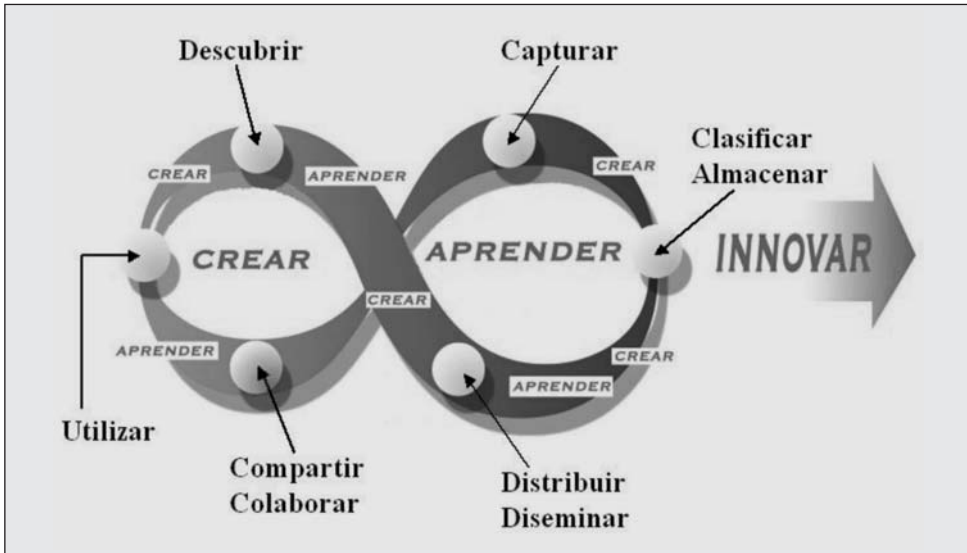 Descubrir
Capturar
Clasificar
Almacenar
CREAR
APRENDER
CREAR
CREAR
APRENDER
INNOVAR
CREAR
APRENDER
CREAR
APRENDER
Utilizar
Compartir
Colaborar
Distribuir
Diseminar